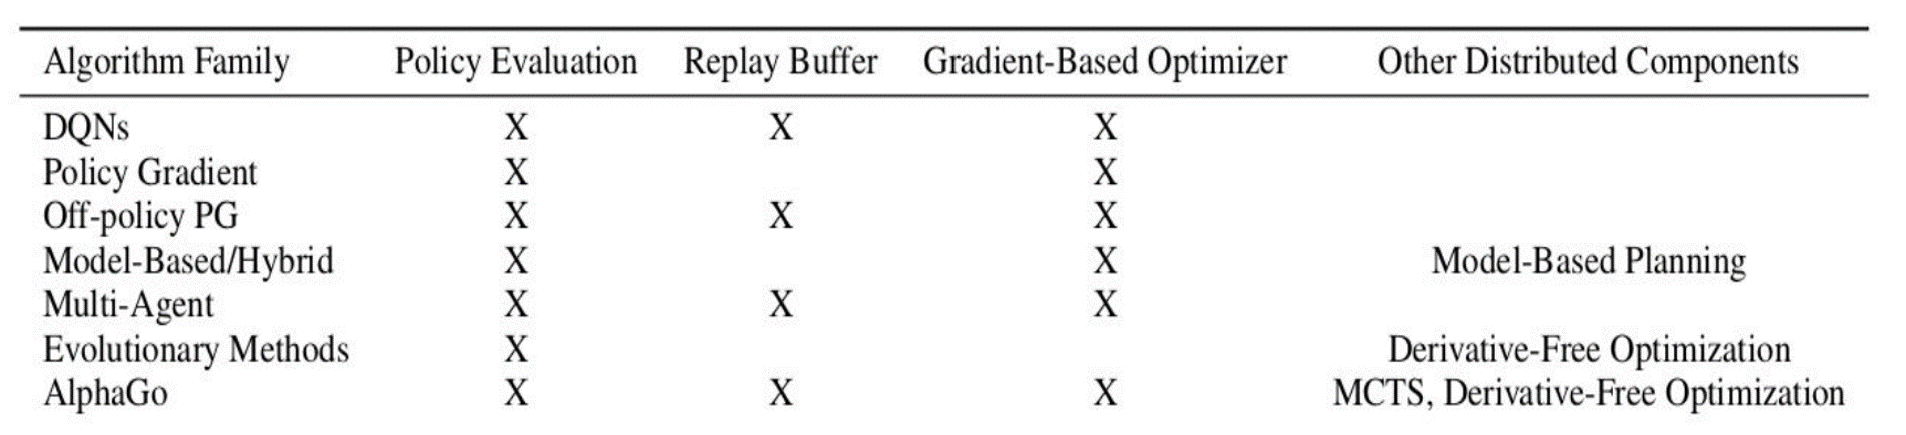 Algorithm Family Policy Evaluation Replay Buffer Gradient-Based Optimizer Other Distributed Components
DQNs X X X
Policy Gradient X X
Off-policy PG X X X
Model-Based/Hybrid X X Model-Based Planning
Multi-Agent X X X
Evolutionary Methods X Derivative-Free Optimization
AlphaGo X X X MCTS, Derivative-Free Optimization